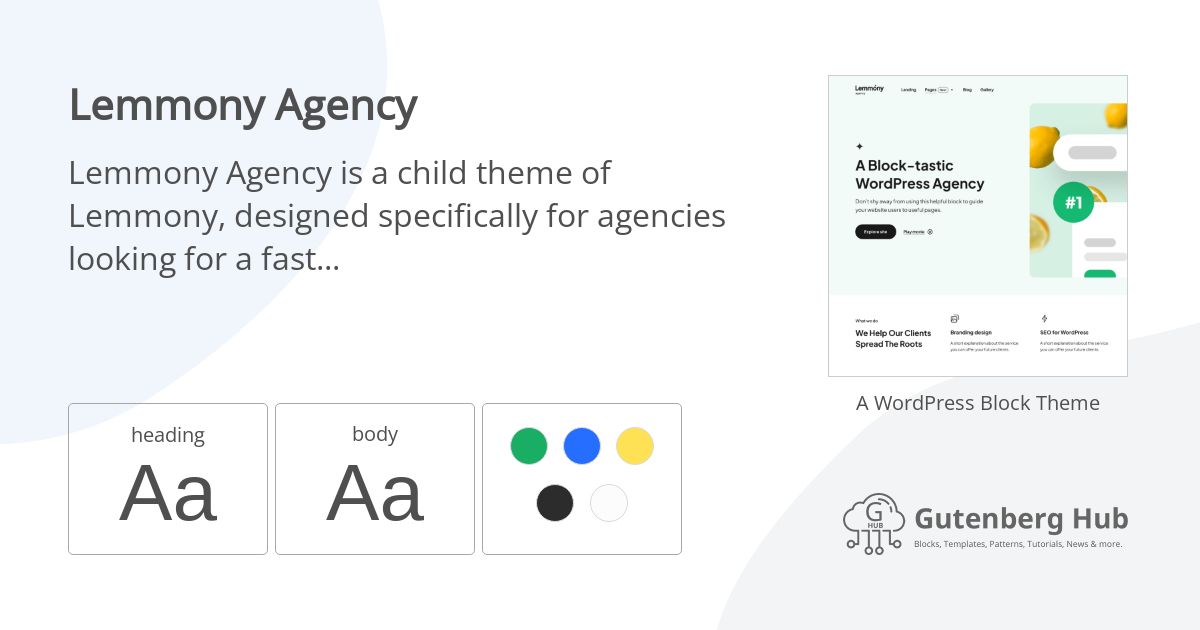 Lemmony Agency
Lemmony Agency is a child theme of
Lemmony, designed specifically for agencies
looking for a fast...
heading
Aa
body
Aa
Lemmóny
AGENCY
Landing
Pages
New
Blog
Gallery
A Block-tastic
WordPress Agency
Don't shy away from using this helpful block to guide
your website users to useful pages.
Explore site
Play movie
#1
What we do
We Help Our Clients
Spread The Roots
Branding design
A short explanation about the service
you can offer your future clients.
SEO for WordPress
A short explanation about the service
you can offer your future clients.
A WordPress Block Theme
G
HUB
Gutenberg Hub
Blocks, Templates, Patterns, Tutorials, News & more.